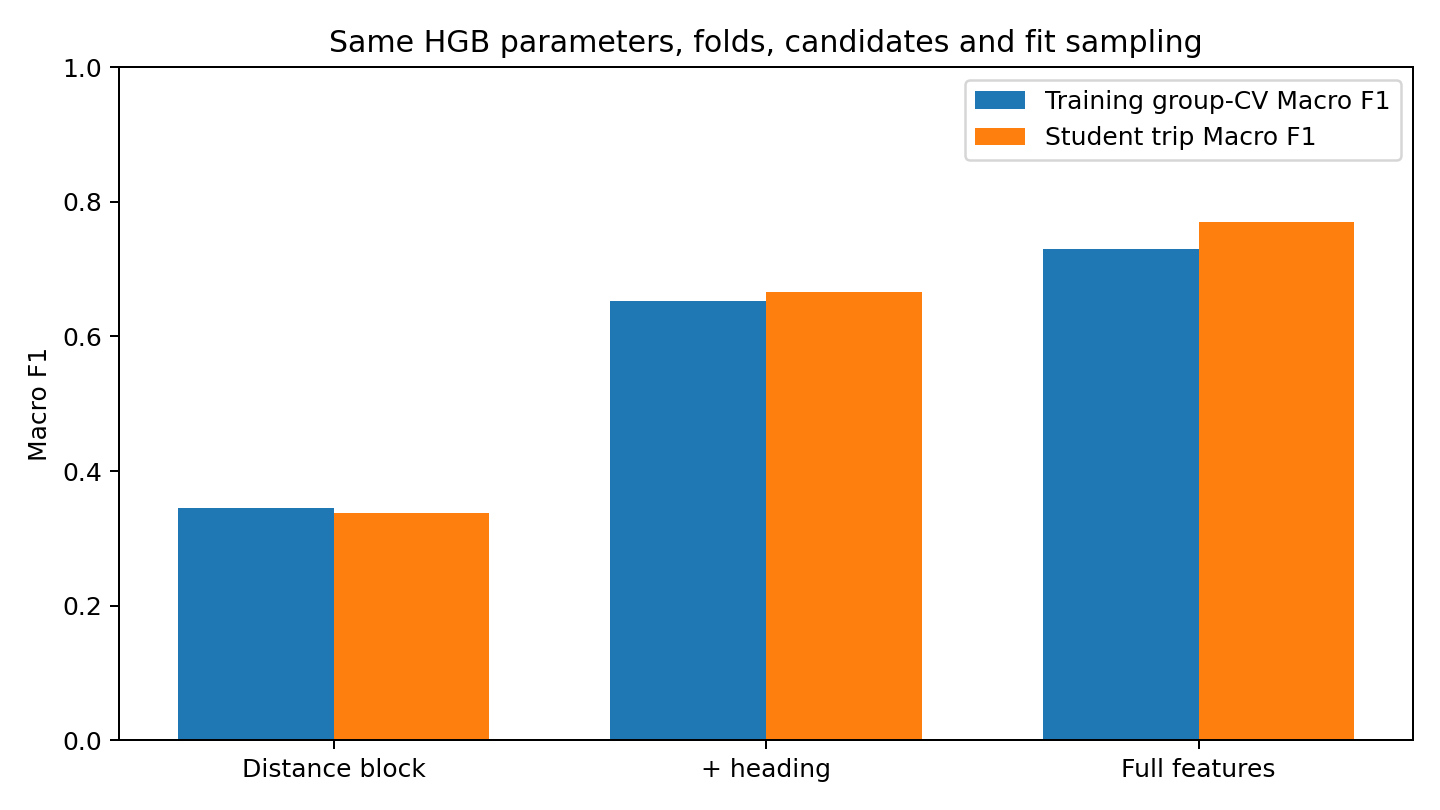 Same HGB parameters, folds, candidates and fit sampling
1.0
0.8
0.6
0.4
0.2
0.0
Macro F1
Training group-CV Macro F1
Student trip Macro F1
Distance block
+ heading
Full features